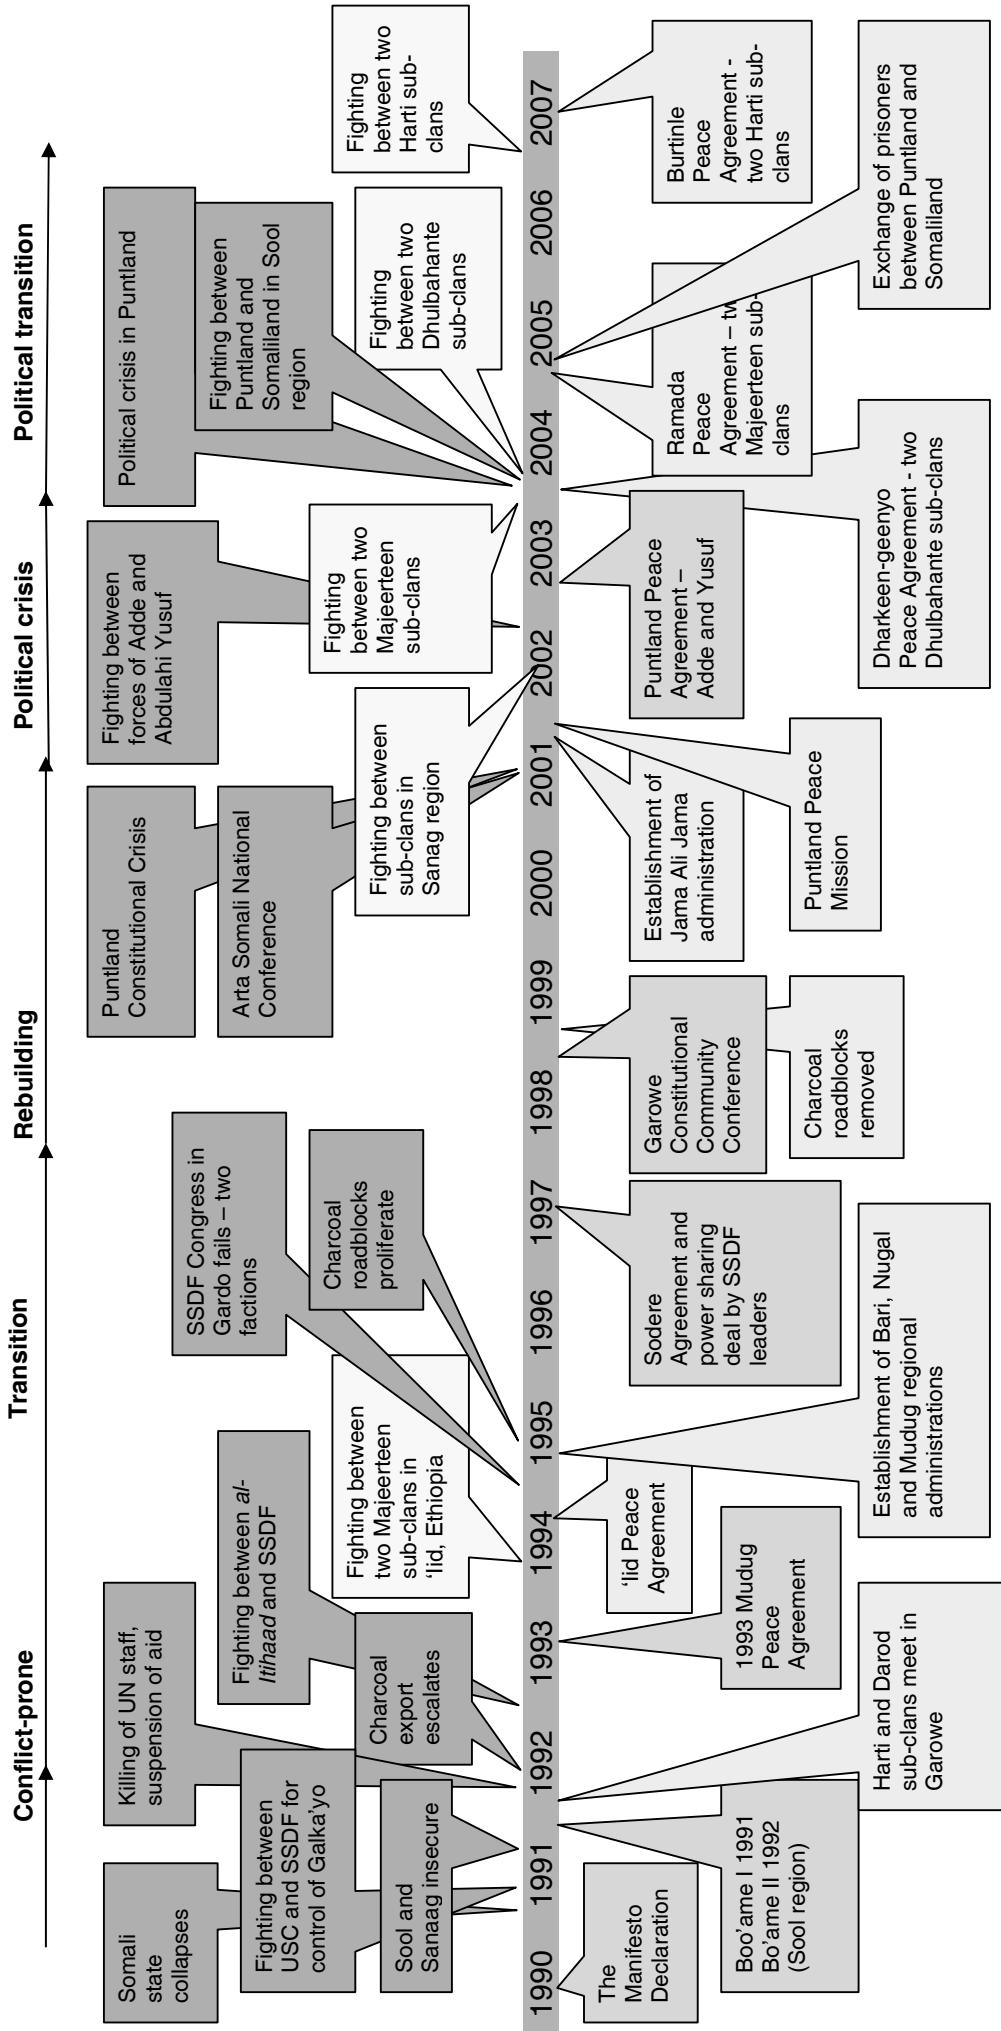 Conflict-prone
Transition
Rebuilding
Political crisis
Political transition
Somali
state
collapses
Killing of UN staff,
suspension of aid
Fighting between
USC and SSDF for
control of Galka'yo
Sool and
Sanaag insecure
Fighting between al-
Itihaad and SSDF
Charcoal
export
escalates
Fighting between
two Majeerteen
sub-clans in
'Iid, Ethiopia
SSDF Congress in
Gardo fails – two
factions
Charcoal
roadblocks
proliferate
Puntland
Constitutional Crisis
Arta Somali National
Conference
Fighting between
sub-clans in
Sanag region
Fighting between
forces of Adde and
Abdulahi Yusuf
Fighting
between two
Majeerteen
sub-clans
Political crisis in Puntland
Fighting between
Puntland and
Somaliland in Sool
region
Fighting
between two
Dhulbahante
sub-clans
Fighting
between two
Harti sub-
clans
1990
1991
1992
1993
1994
1995
1996
1997
1998
1999
2000
2001
2002
2003
2004
2005
2006
2007
The
Manifesto
Declaration
Boo'ame I 1991
Bo'ame II 1992
(Sool region)
Harti and Darod
sub-clans meet in
Garowe
1993 Mudug
Peace
Agreement
'Iid Peace
Agreement
Establishment of Bari, Nugal
and Mudug regional
administrations
Sodere
Agreement and
power sharing
deal by SSDF
leaders
Garowe
Constitutional
Community
Conference
Charcoal
roadblocks
removed
Establishment of
Jama Ali Jama
administration
Puntland Peace
Mission
Puntland Peace
Agreement –
Adde and Yusuf
Dharkeen-geenyo
Peace Agreement - two
Dhulbahante sub-clans
Ramada
Peace
Agreement –
Majeerteen sub-
clans
Exchange of prisoners
between Puntland and
Somaliland
Burtinle
Peace
Agreement -
two Harti sub-
clans